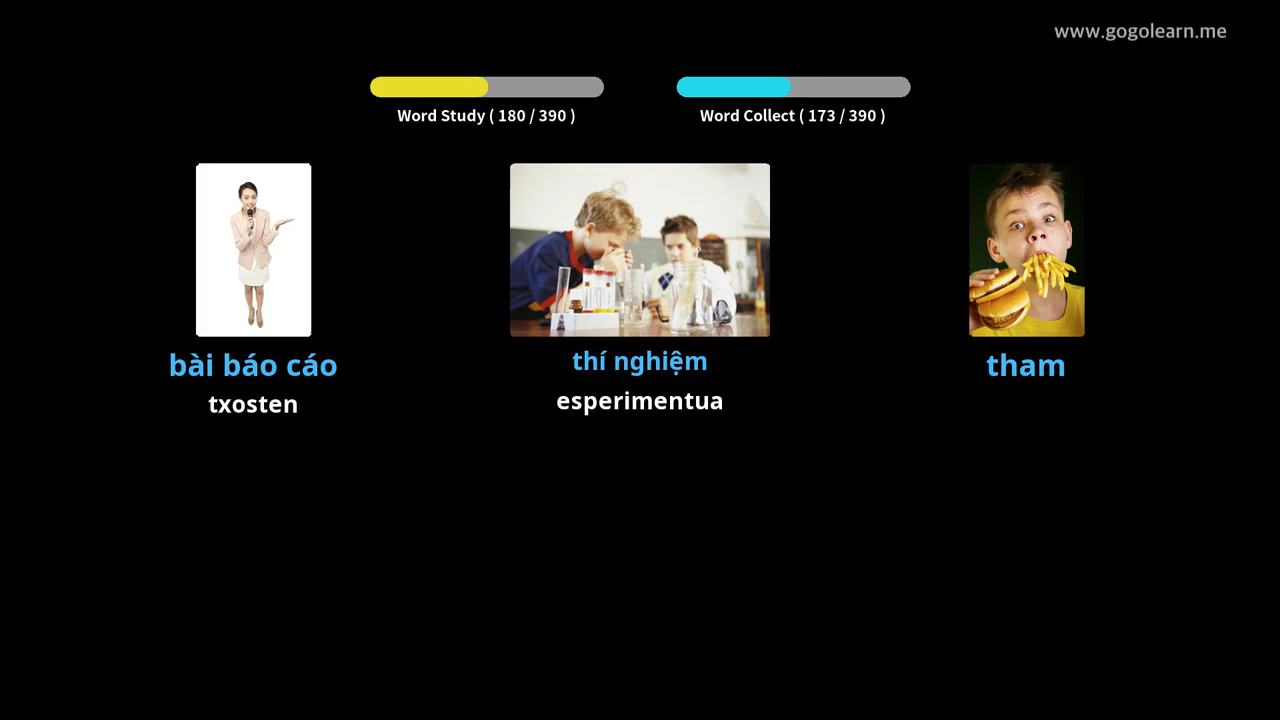 www.gogolearn.me
Word Study ( 180 / 390 )
Word Collect ( 173 / 390 )
bài báo cáo
txosten
thí nghiệm
esperimentua
tham